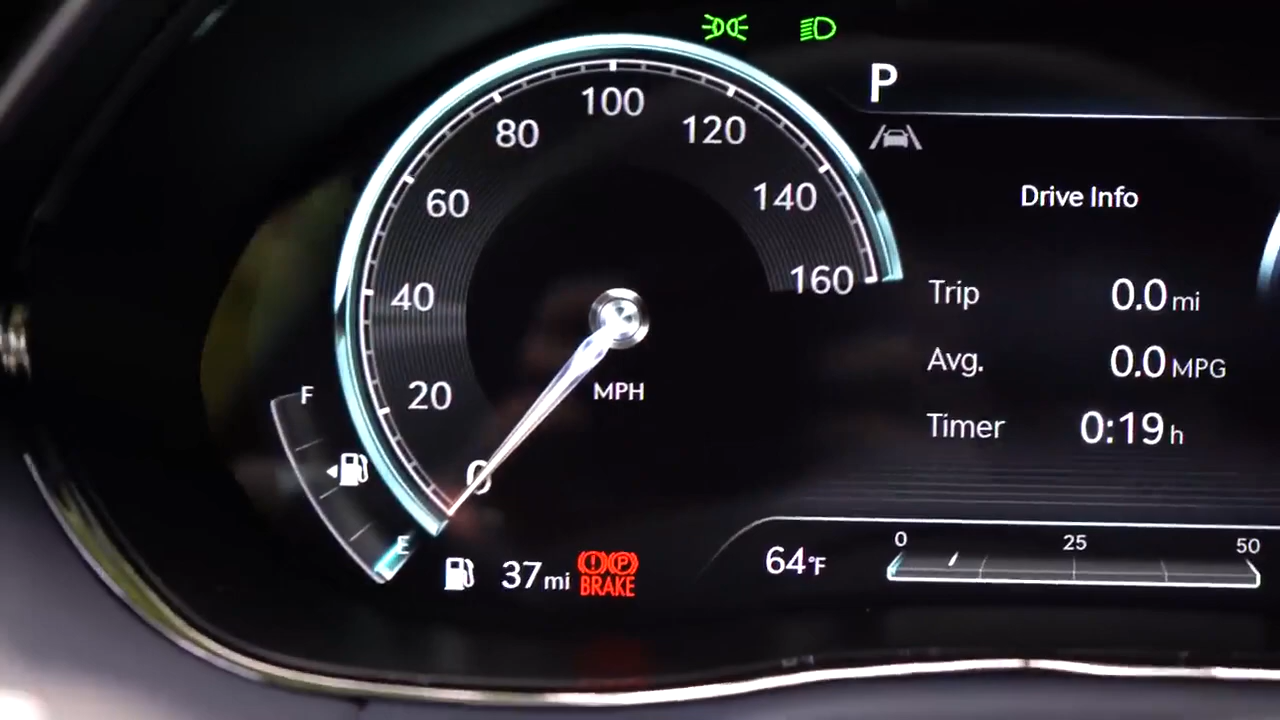 P
100
80
120
60
140
Drive Info
40
160
Trip 0.0 mi
Avg. 0.0 MPG
MPH
20
F
Timer 0:19 h
0
E
37 mi
(!) (P)
BRAKE
64°F
0 25 50